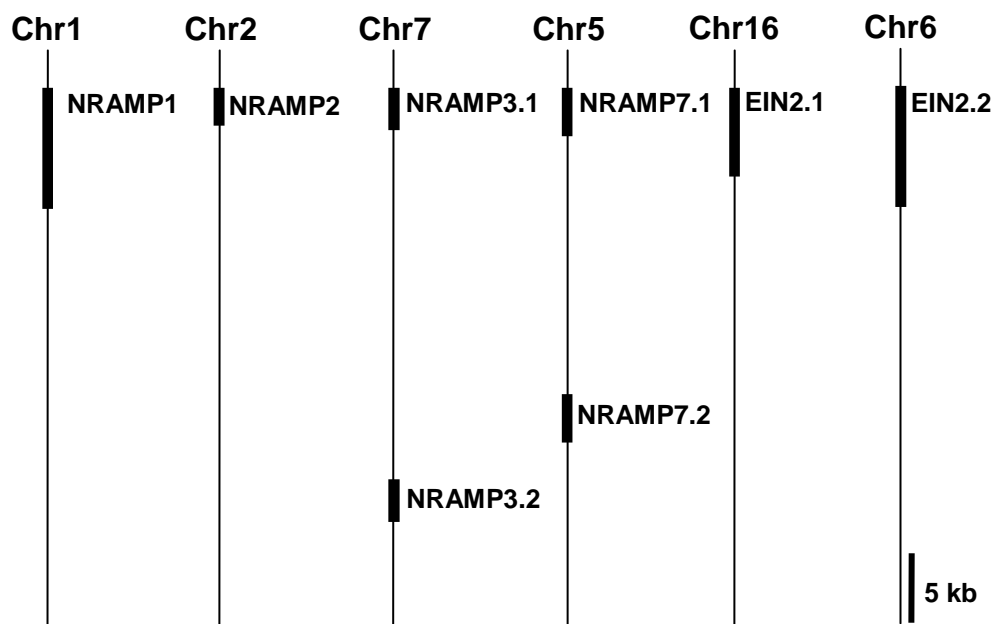 Chr1 Chr2 Chr7 Chr5 Chr16 Chr6
NRAMP1 NRAMP2 NRAMP3.1 NRAMP7.1 EIN2.1 EIN2.2
NRAMP7.2
NRAMP3.2
5 kb